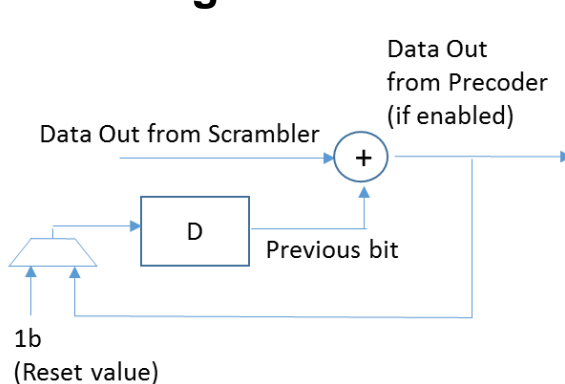 Data Out
from Precoder
(if enabled)
Data Out from Scrambler
+
D
Previous bit
1b
(Reset value)